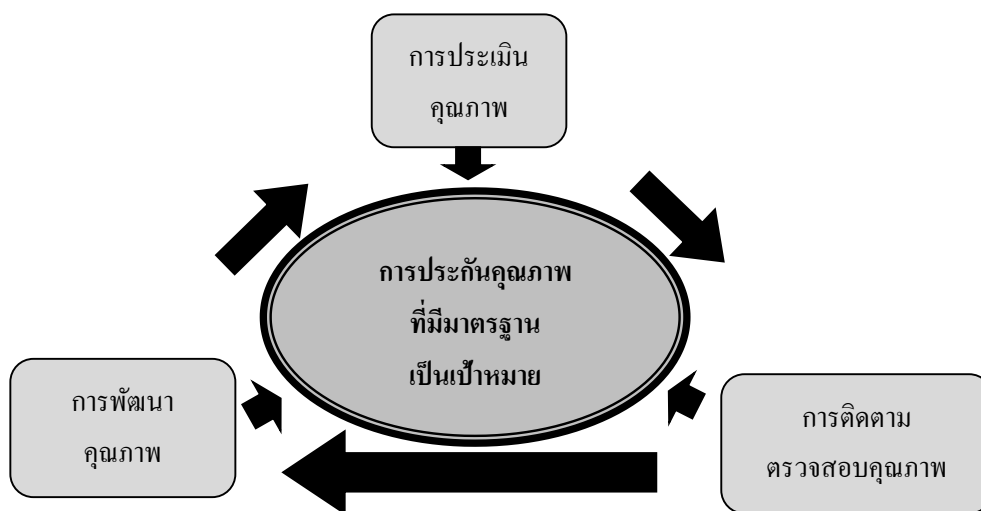 การประเมิน
คุณภาพ
การประกันคุณภาพ
ที่มีมาตรฐาน
เป็นเป้าหมาย
การพัฒนา
คุณภาพ
การติดตาม
ตรวจสอบคุณภาพ